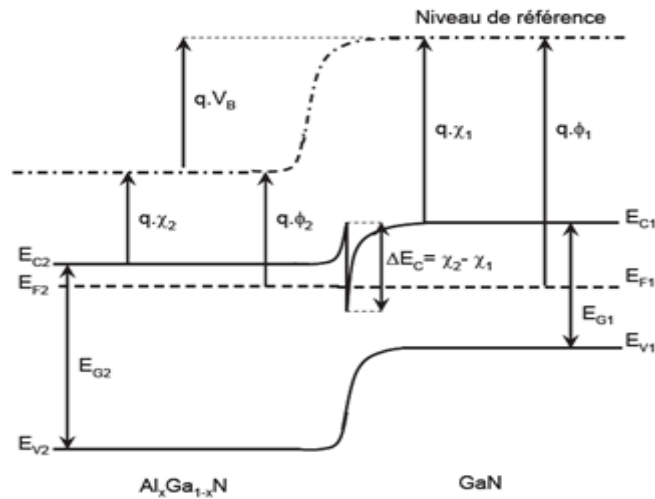 Niveau de référence
q.V_B
q.χ₁
q.ϕ₁
q.χ₂
q.ϕ₂
E_C1
E_C2
ΔE_C= χ₂- χ₁
E_F2
E_F1
E_G1
E_V1
E_G2
E_V2
AlₓGa₁₋ₓN
GaN